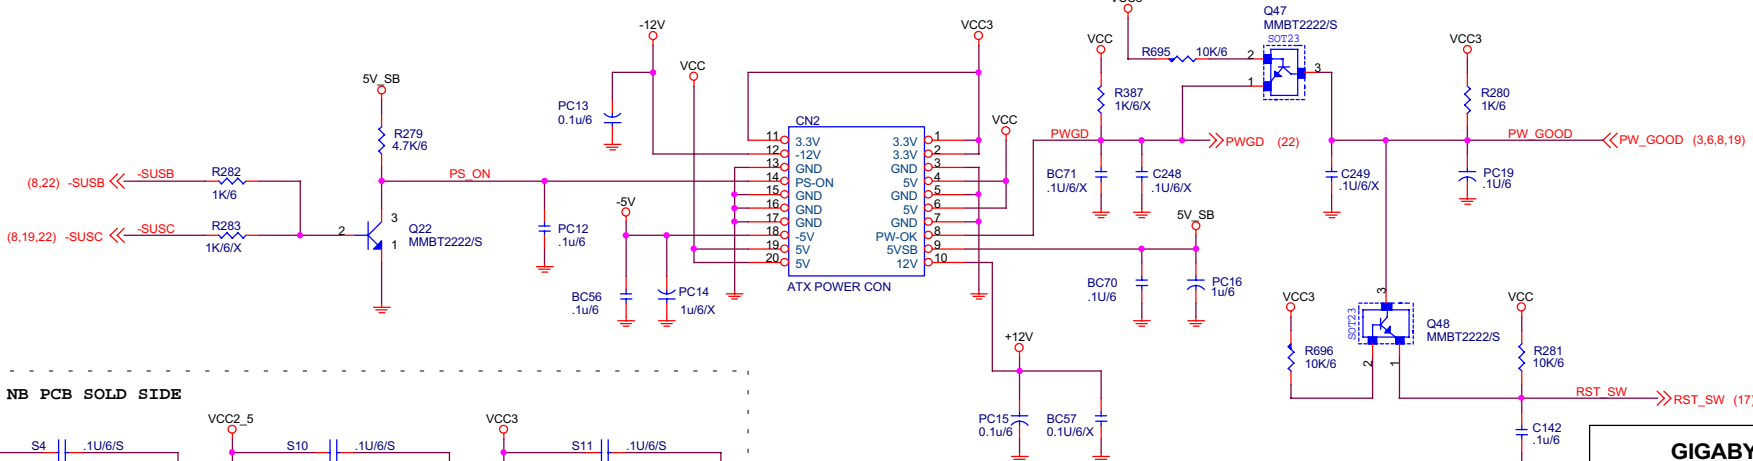 -12V
VCC3
Q47
MMBT2222/S
SOT23
VCC
R695 10K/6
2
1
3
VCC
VCC3
5V_SB
PC13
0.1u/6
R387
1K/6/X
R280
1K/6
R279
4.7K/6
CN2
VCC
11 3.3V
12 -12V
13 GND
14 PS-ON
15 GND
16 GND
17 GND
18 -5V
19 5V
20 5V
3.3V 1
3.3V 2
GND 3
5V 4
GND 5
5V 6
GND 7
PW-OK 8
5VSB 9
12V 10
ATX POWER CON
PWGD
PWGD (22)
PW_GOOD
PW_GOOD (3,6,8,19)
(8,22) -SUSB
-SUSB
R282
1K/6
PS_ON
BC71
.1U/6/X
C248
.1U/6/X
C249
.1U/6/X
PC19
.1U/6
(8,19,22) -SUSC
-SUSC
R283
1K/6/X
2
3
1
Q22
MMBT2222/S
PC12
.1u/6
-5V
5V_SB
BC56
.1u/6
PC14
1u/6/X
BC70
.1U/6
PC16
1u/6
VCC3
3
SOT23
Q48
MMBT2222/S
2
1
VCC
R696
10K/6
R281
10K/6
+12V
RST_SW
RST_SW (17)
PC15
0.1u/6
BC57
0.1U/6/X
C142
.1u/6
NB PCB SOLD SIDE
VCC2_5
VCC3
S4 .1U/6/S
S10 .1U/6/S
S11 .1U/6/S
GIGABY